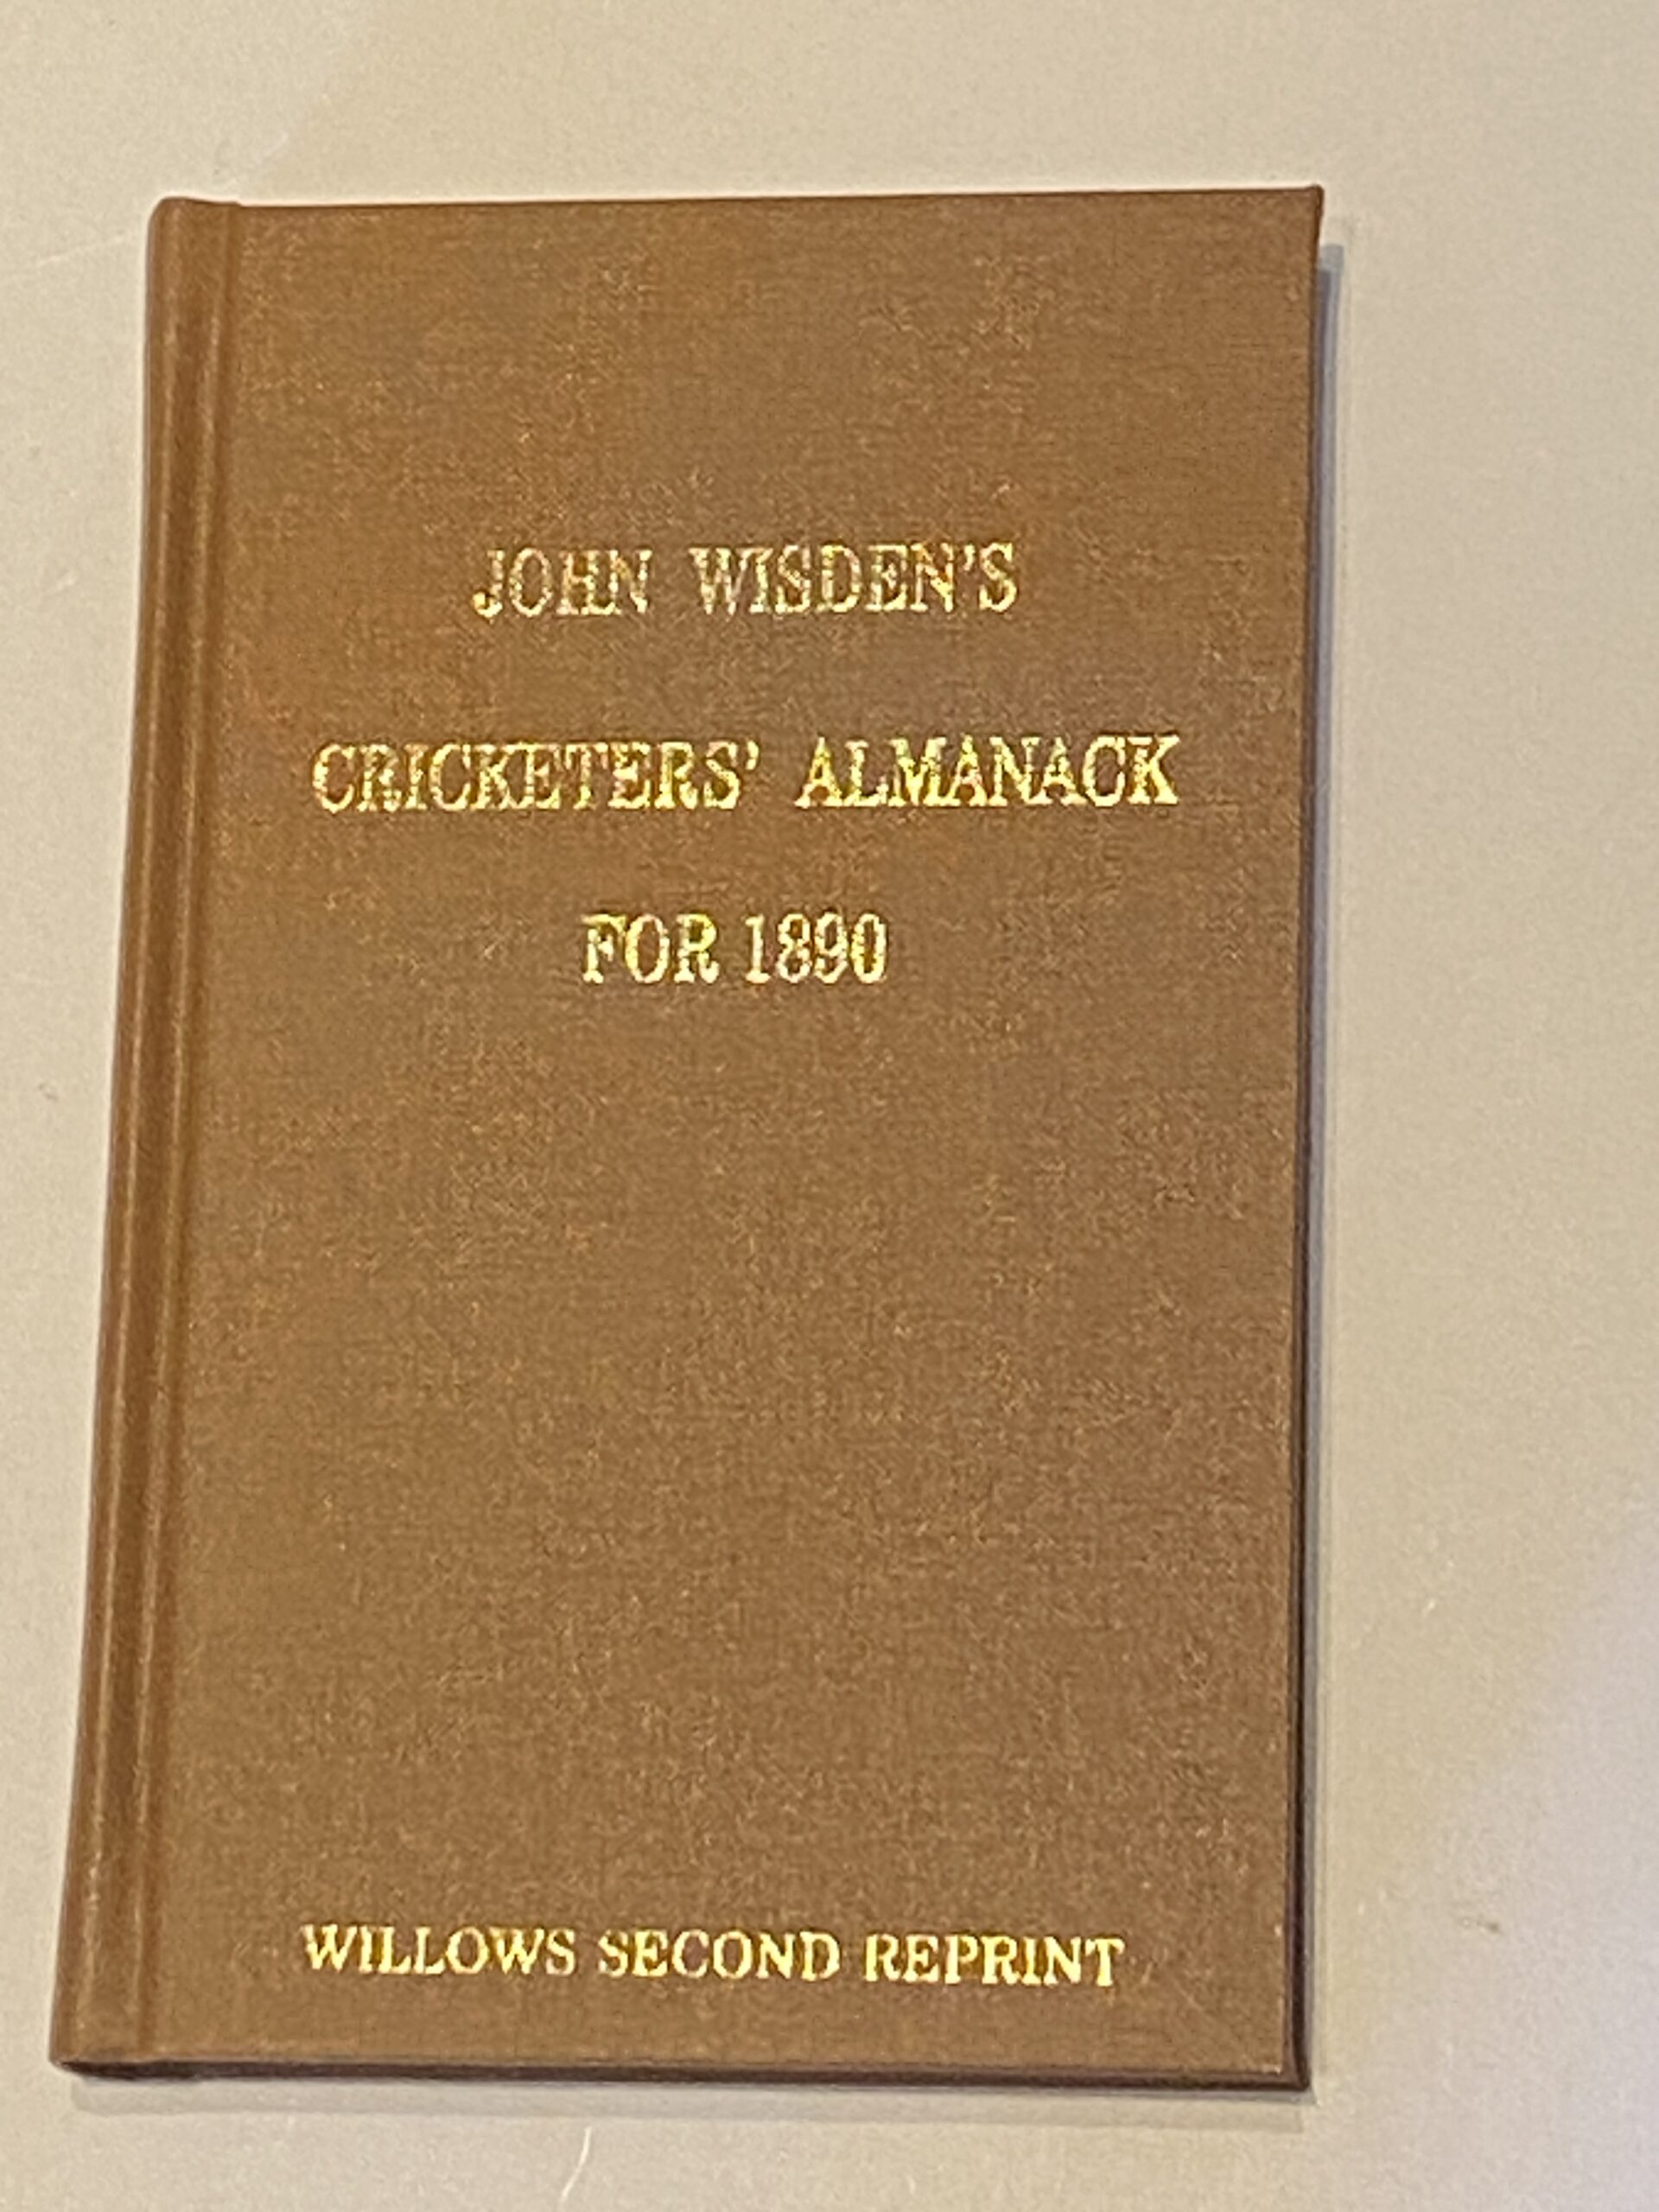 JOHN WISDEN'S
CRICKETERS' ALMANACK
FOR 1890
WILLOWS SECOND REPRINT